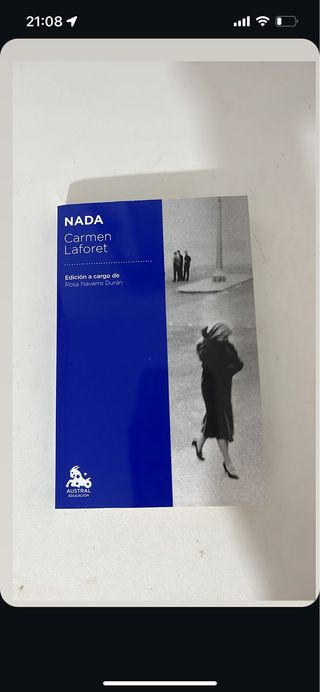 21:08
NADA
Carmen
Laforet
Edición a cargo de
Rosa Navarro Durán
AUSTRAL
EDUCACIÓN